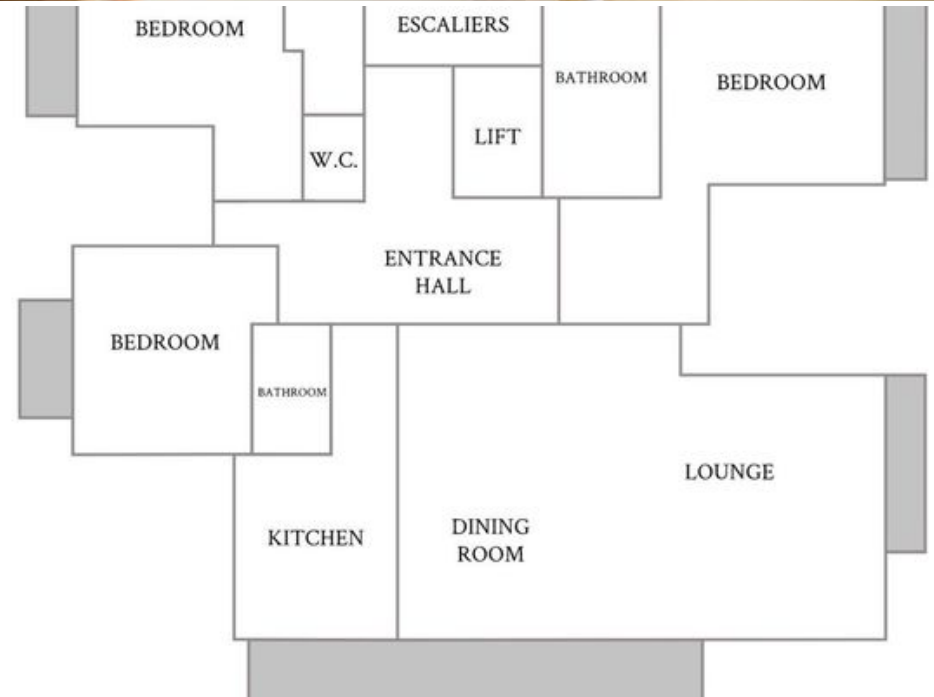 BEDROOM
ESCALIERS
BATHROOM
BEDROOM
LIFT
W.C.
ENTRANCE
HALL
BEDROOM
BATHROOM
LOUNGE
KITCHEN
DINING
ROOM